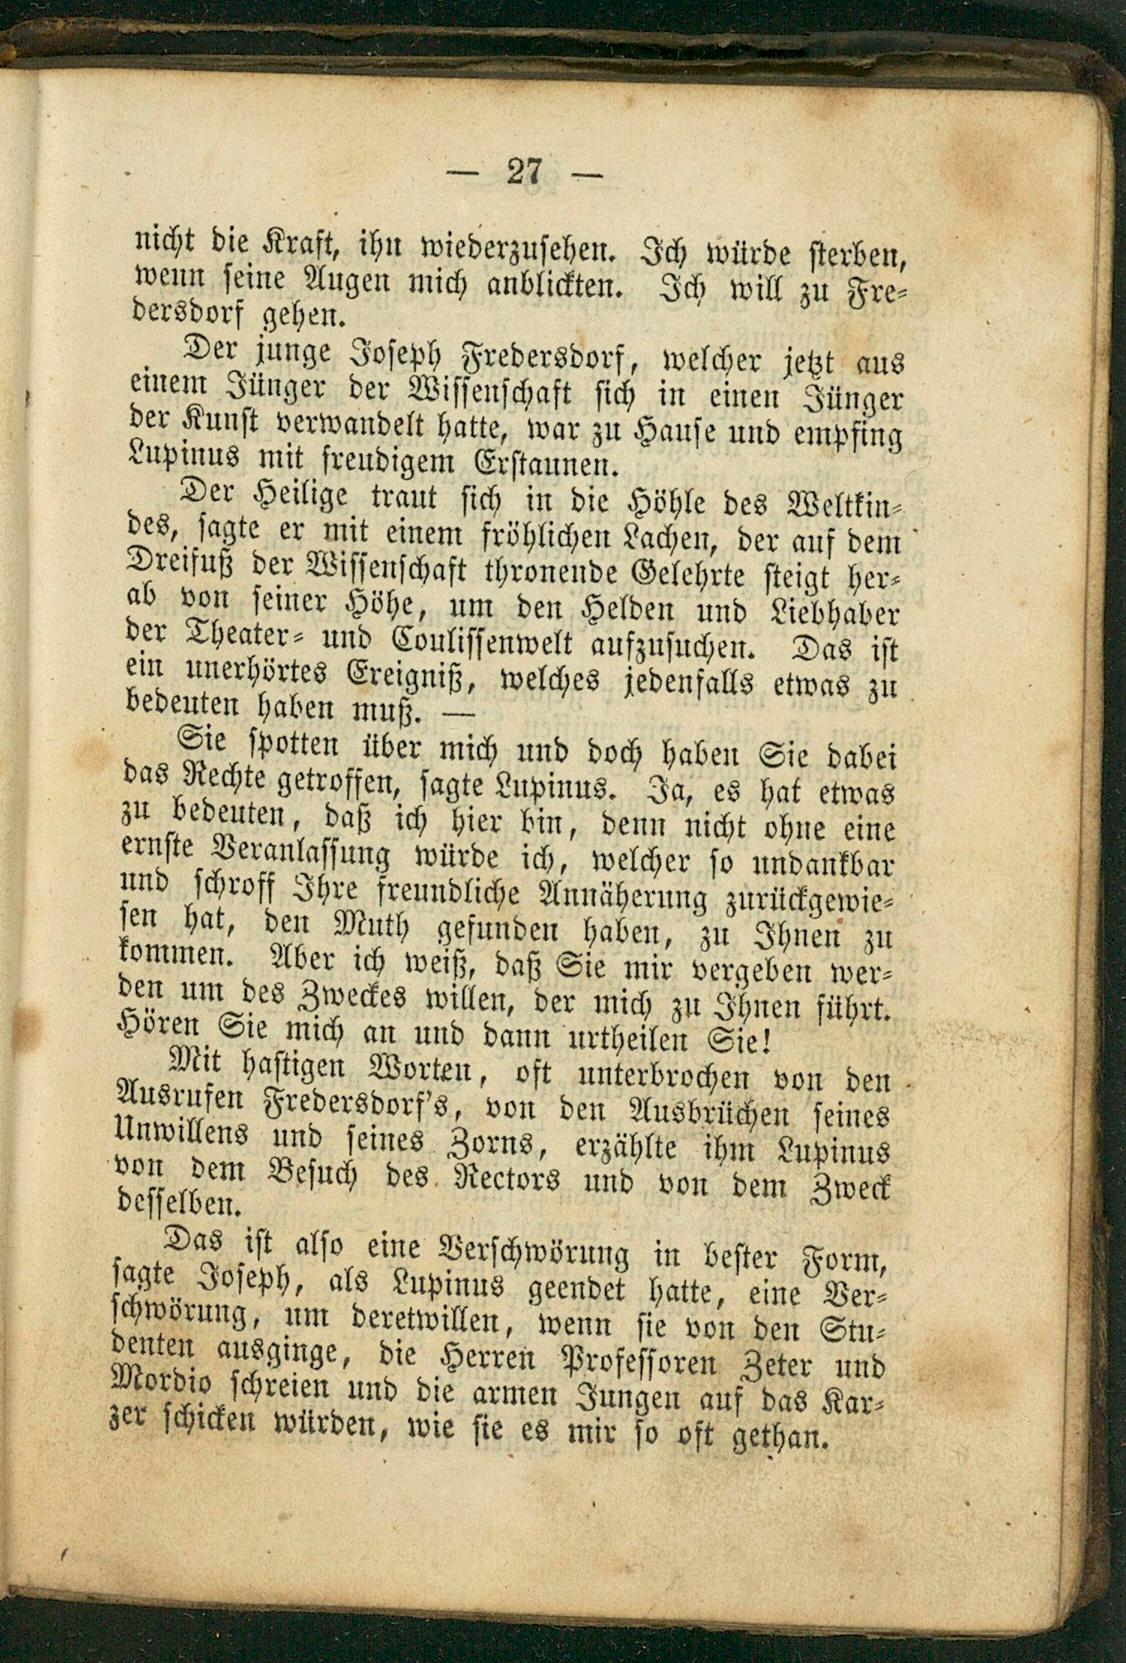 — 27 —
nicht die Kraft, ihn wiederzusehen. Ich würde sterben,
wenn seine Augen mich anblickten. Ich will zu Fre-
dersdorf gehen.
Der junge Joseph Fredersdorf, welcher jetzt aus
einem Jünger der Wissenschaft sich in einen Jünger
der Kunst verwandelt hatte, war zu Hause und empfing
Lupinus mit freudigem Erstaunen.
Der Heilige traut sich in die Höhle des Weltkin-
des, sagte er mit einem fröhlichen Lachen, der auf dem
Dreifuß der Wissenschaft thronende Gelehrte steigt her-
ab von seiner Höhe, um den Helden und Liebhaber
der Theater- und Coulissenwelt aufzusuchen. Das ist
ein unerhörtes Ereigniß, welches jedenfalls etwas zu
bedeuten haben muß. —
Sie spotten über mich und doch haben Sie dabei
das Rechte getroffen, sagte Lupinus. Ja, es hat etwas
zu bedeuten, daß ich hier bin, denn nicht ohne eine
ernste Veranlassung würde ich, welcher so undankbar
und schroff Ihre freundliche Annäherung zurückgewie-
sen hat, den Muth gefunden haben, zu Ihnen zu
kommen. Aber ich weiß, daß Sie mir vergeben wer-
den um des Zweckes willen, der mich zu Ihnen führt.
Hören Sie mich an und dann urtheilen Sie!
Mit hastigen Worten, oft unterbrochen von den
Ausrufen Fredersdorf's, von den Ausbrüchen seines
Unwillens und seines Zorns, erzählte ihm Lupinus
von dem Besuch des Rectors und von dem Zweck
desselben.
Das ist also eine Verschwörung in bester Form,
sagte Joseph, als Lupinus geendet hatte, eine Ver-
schwörung, um deretwillen, wenn sie von den Stu-
denten ausginge, die Herren Professoren Zeter und
Mordio schreien und die armen Jungen auf das Kar-
zer schicken würden, wie sie es mir so oft gethan.